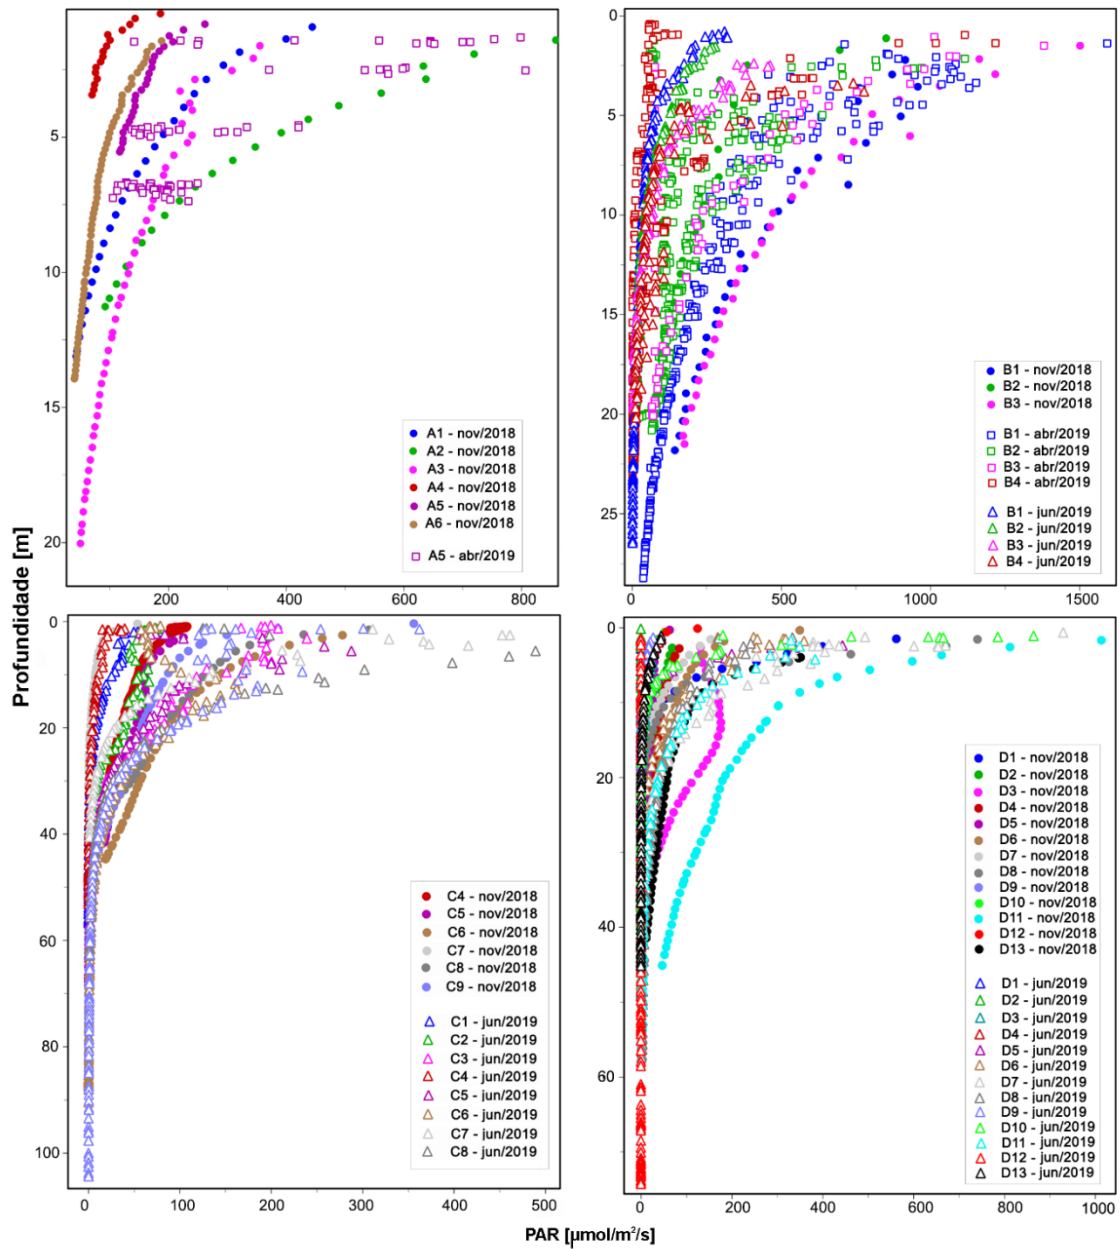 0
5
10
15
20
200
400
600
800
A1 - nov/2018
A2 - nov/2018
A3 - nov/2018
A4 - nov/2018
A5 - nov/2018
A6 - nov/2018
A5 - abr/2019
0
5
10
15
20
25
0
500
1000
1500
B1 - nov/2018
B2 - nov/2018
B3 - nov/2018
B1 - abr/2019
B2 - abr/2019
B3 - abr/2019
B4 - abr/2019
B1 - jun/2019
B2 - jun/2019
B3 - jun/2019
B4 - jun/2019
Profundidade [m]
0
20
40
60
80
100
0
100
200
300
400
500
C4 - nov/2018
C5 - nov/2018
C6 - nov/2018
C7 - nov/2018
C8 - nov/2018
C9 - nov/2018
C1 - jun/2019
C2 - jun/2019
C3 - jun/2019
C4 - jun/2019
C5 - jun/2019
C6 - jun/2019
C7 - jun/2019
C8 - jun/2019
0
20
40
60
0
200
400
600
800
1000
D1 - nov/2018
D2 - nov/2018
D3 - nov/2018
D4 - nov/2018
D5 - nov/2018
D6 - nov/2018
D7 - nov/2018
D8 - nov/2018
D9 - nov/2018
D10 - nov/2018
D11 - nov/2018
D12 - nov/2018
D13 - nov/2018
D1 - jun/2019
D2 - jun/2019
D3 - jun/2019
D4 - jun/2019
D5 - jun/2019
D6 - jun/2019
D7 - jun/2019
D8 - jun/2019
D9 - jun/2019
D10 - jun/2019
D11 - jun/2019
D12 - jun/2019
D13 - jun/2019
PAR [µmol/m²/s]